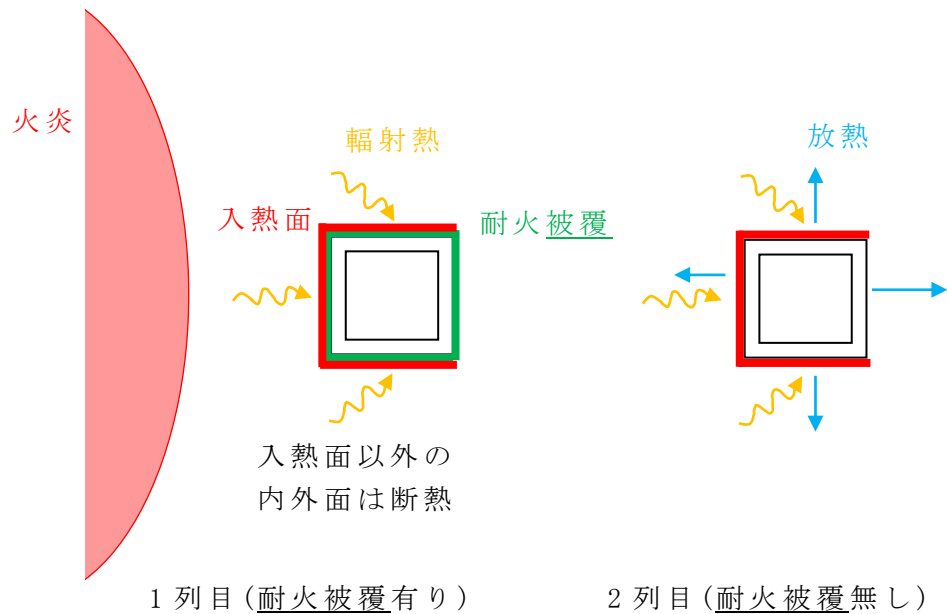 火炎
輻射熱
放熱
入熱面
耐火被覆
入熱面以外の
内外面は断熱
1列目(耐火被覆有り)
2列目(耐火被覆無し)